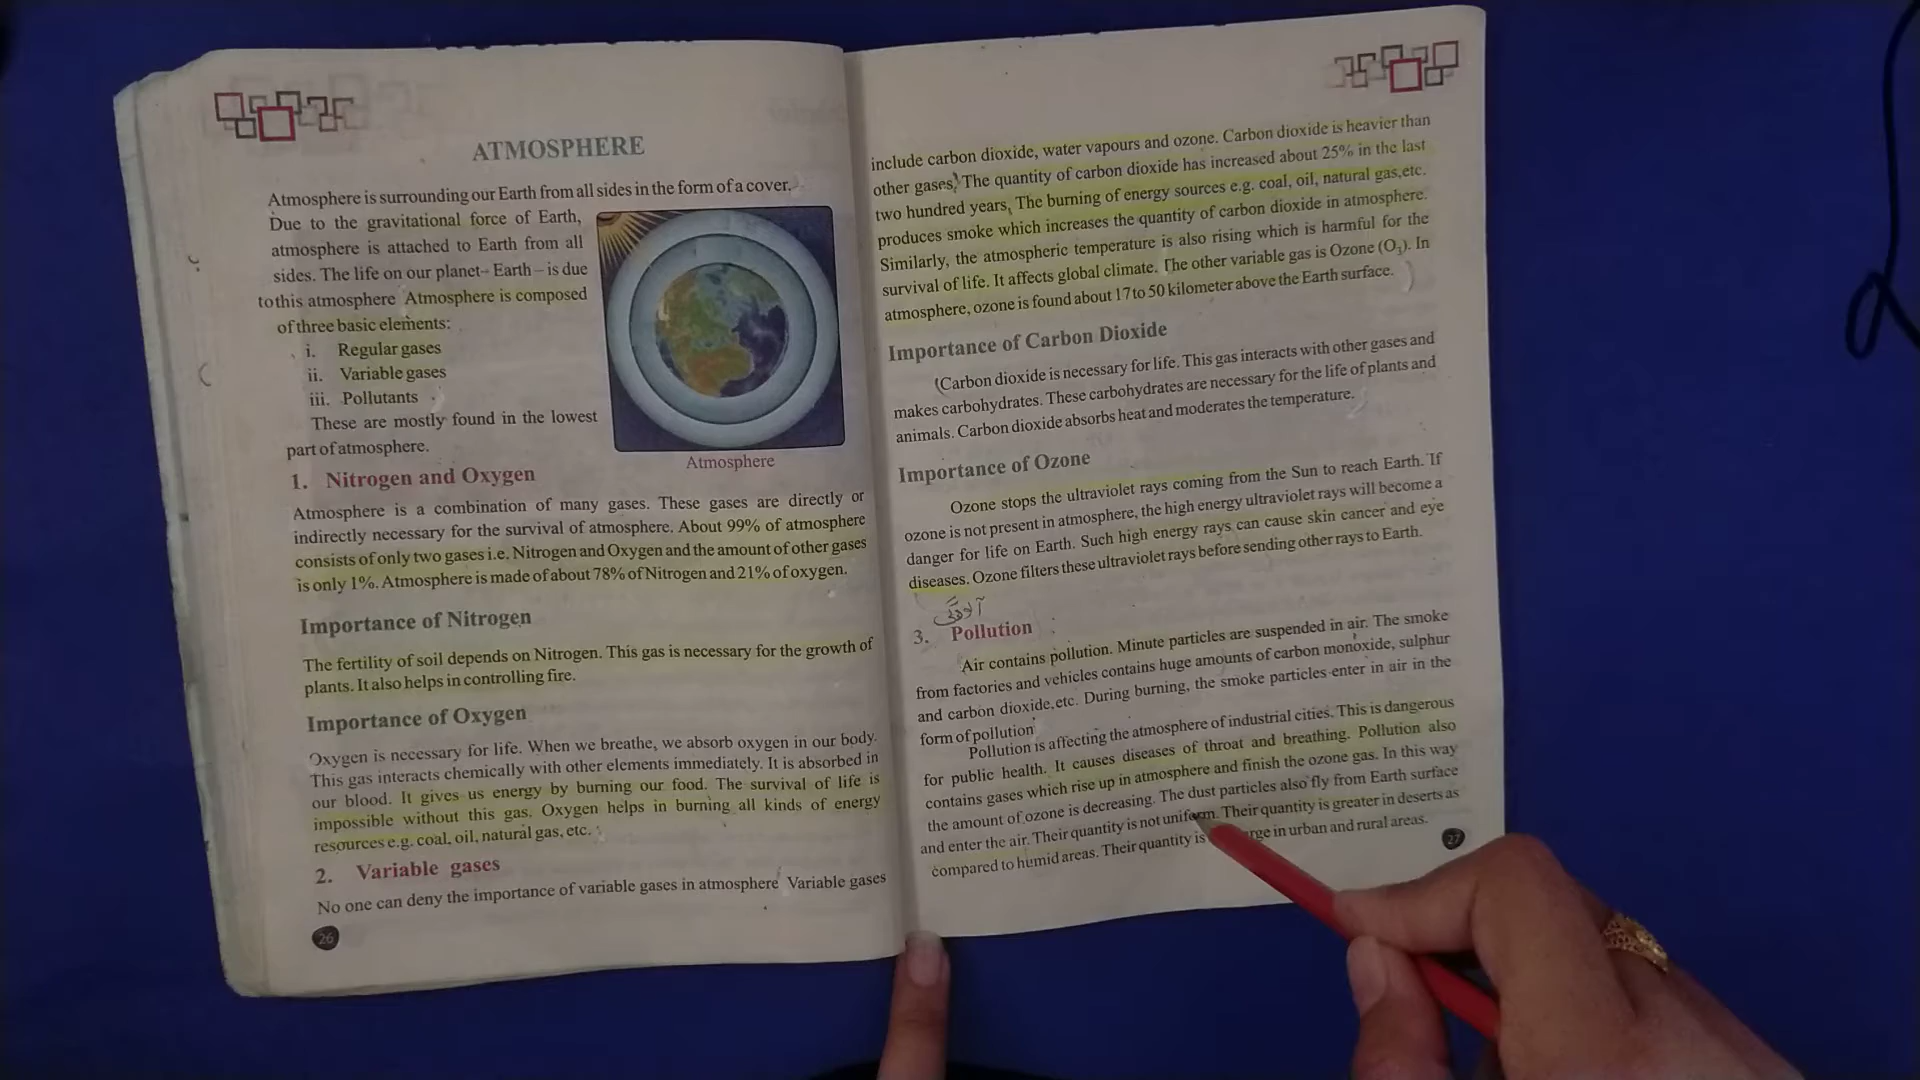 ATMOSPHERE
Atmosphere is surrounding our Earth from all sides in the form of a cover.
Due to the gravitational force of Earth,
atmosphere is attached to Earth from all
sides. The life on our planet– Earth – is due
to this atmosphere Atmosphere is composed
of three basic elements:
i. Regular gases
ii. Variable gases
iii. Pollutants
These are mostly found in the lowest
part of atmosphere.
Atmosphere
1. Nitrogen and Oxygen
Atmosphere is a combination of many gases. These gases are directly or
indirectly necessary for the survival of atmosphere. About 99% of atmosphere
consists of only two gases i.e. Nitrogen and Oxygen and the amount of other gases
is only 1%. Atmosphere is made of about 78% of Nitrogen and 21% of oxygen.
Importance of Nitrogen
The fertility of soil depends on Nitrogen. This gas is necessary for the growth of
plants. It also helps in controlling fire.
Importance of Oxygen
Oxygen is necessary for life. When we breathe, we absorb oxygen in our body.
This gas interacts chemically with other elements immediately. It is absorbed in
our blood. It gives us energy by burning our food. The survival of life is
impossible without this gas. Oxygen helps in burning all kinds of energy
resources e.g. coal, oil, natural gas, etc.
2. Variable gases
No one can deny the importance of variable gases in atmosphere Variable gases
26
include carbon dioxide, water vapours and ozone. Carbon dioxide is heavier than
other gases. The quantity of carbon dioxide has increased about 25% in the last
two hundred years. The burning of energy sources e.g. coal, oil, natural gas,etc.
produces smoke which increases the quantity of carbon dioxide in atmosphere.
Similarly, the atmospheric temperature is also rising which is harmful for the
survival of life. It affects global climate. The other variable gas is Ozone (O₃). In
atmosphere, ozone is found about 17 to 50 kilometer above the Earth surface.
Importance of Carbon Dioxide
(Carbon dioxide is necessary for life. This gas interacts with other gases and
makes carbohydrates. These carbohydrates are necessary for the life of plants and
animals. Carbon dioxide absorbs heat and moderates the temperature.
Importance of Ozone
Ozone stops the ultraviolet rays coming from the Sun to reach Earth. If
ozone is not present in atmosphere, the high energy ultraviolet rays will become a
danger for life on Earth. Such high energy rays can cause skin cancer and eye
diseases. Ozone filters these ultraviolet rays before sending other rays to Earth.
آلودگی
3. Pollution
Air contains pollution. Minute particles are suspended in air. The smoke
from factories and vehicles contains huge amounts of carbon monoxide, sulphur
and carbon dioxide,etc. During burning, the smoke particles enter in air in the
form of pollution
Pollution is affecting the atmosphere of industrial cities. This is dangerous
for public health. It causes diseases of throat and breathing. Pollution also
contains gases which rise up in atmosphere and finish the ozone gas. In this way
the amount of ozone is decreasing. The dust particles also fly from Earth surface
and enter the air. Their quantity is not uniform. Their quantity is greater in deserts as
compared to humid areas. Their quantity is in urban and rural areas.
27